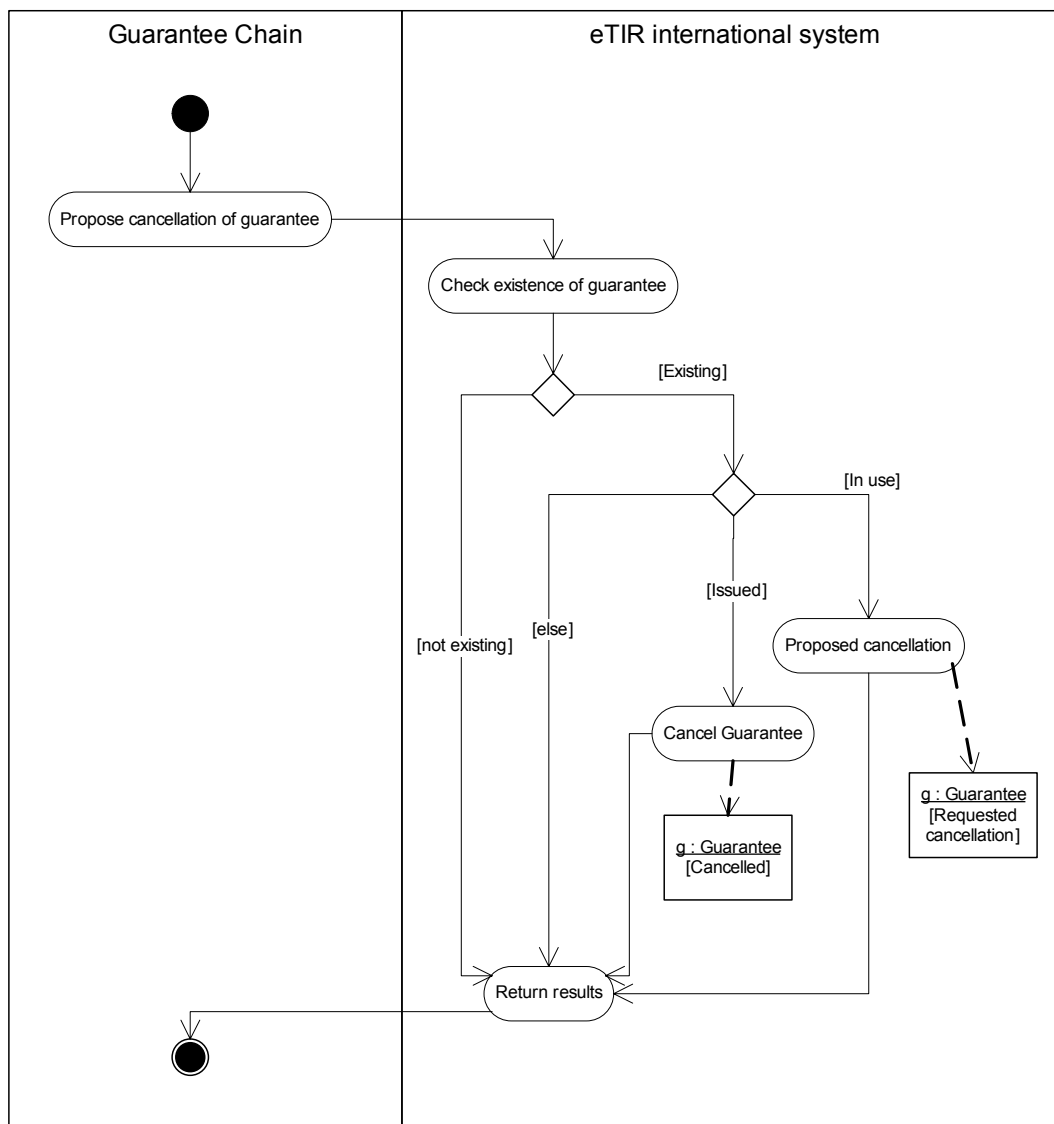 Guarantee Chain
eTIR international system
Propose cancellation of guarantee
Check existence of guarantee
[Existing]
[In use]
[Issued]
[else]
[not existing]
Proposed cancellation
Cancel Guarantee
g : Guarantee
[Requested
cancellation]
g : Guarantee
[Cancelled]
Return results